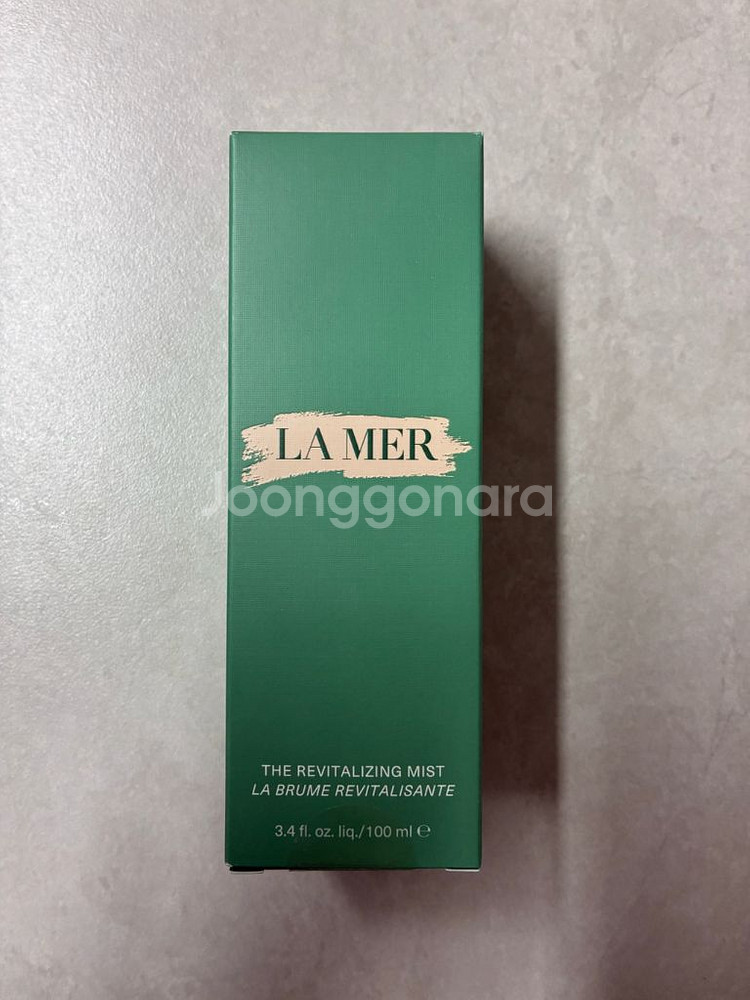 LA MER
Joonggonara
THE REVITALIZING MIST
LA BRUME REVITALISANTE
3.4 fl. oz. liq./100 ml ℮